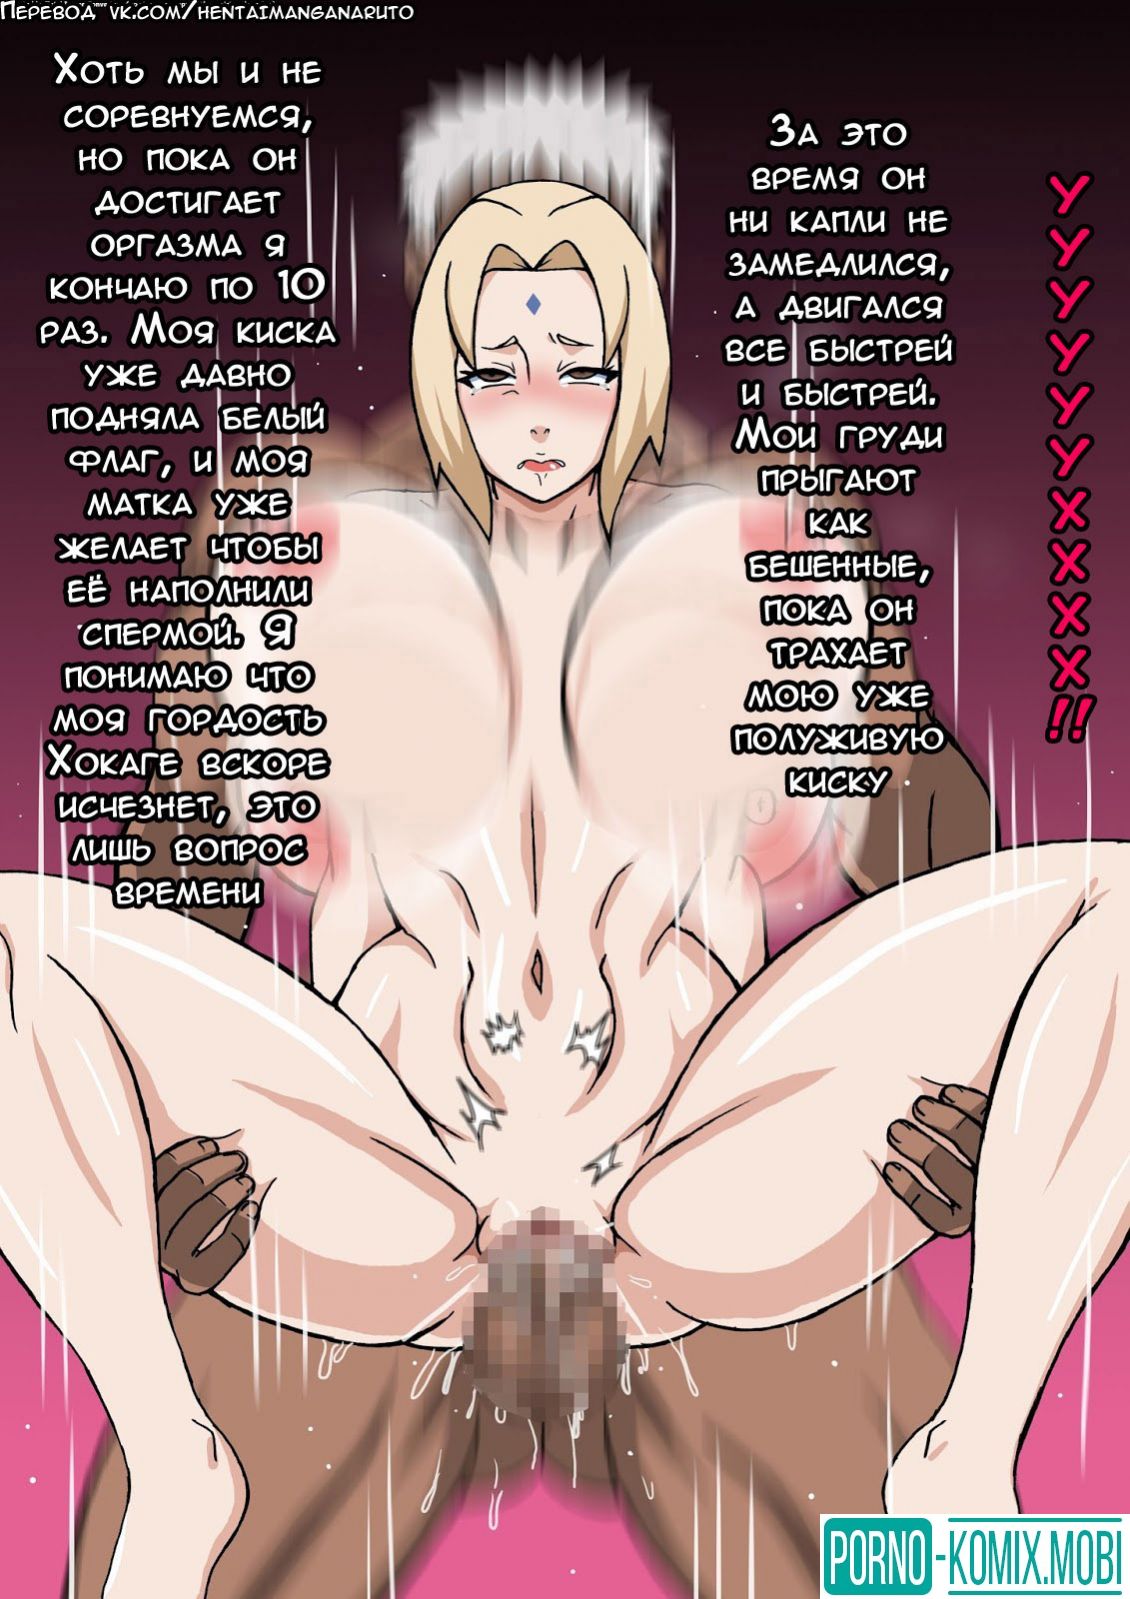 Перевод vk.com/hentaimanganaruto
Хоть мы и не
соревнуемся,
но пока он
достигает
оргазма я
кончаю по 10
раз. Моя киска
уже давно
подняла белый
флаг, и моя
матка уже
желает чтобы
её наполнили
спермой. Я
понимаю что
моя гордость
Хокаге вскоре
исчезнет, это
лишь вопрос
времени
За это
время он
ни капли не
замедлился,
а двигался
все быстрей
и быстрей.
Мои груди
прыгают
как
бешенные,
пока он
трахает
мою уже
полуживую
киску
УУУУУУХХХХ!!
PORNO-KOMIX.MOBI